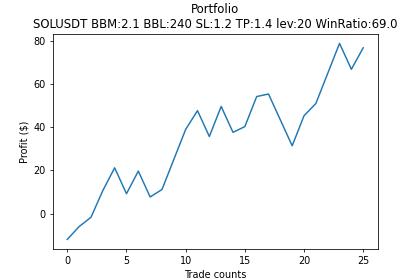 Portfolio
SOLUSDT BBM:2.1 BBL:240 SL:1.2 TP:1.4 lev:20 WinRatio:69.0
80
60
40
20
0
Profit ($)
0 5 10 15 20 25
Trade counts